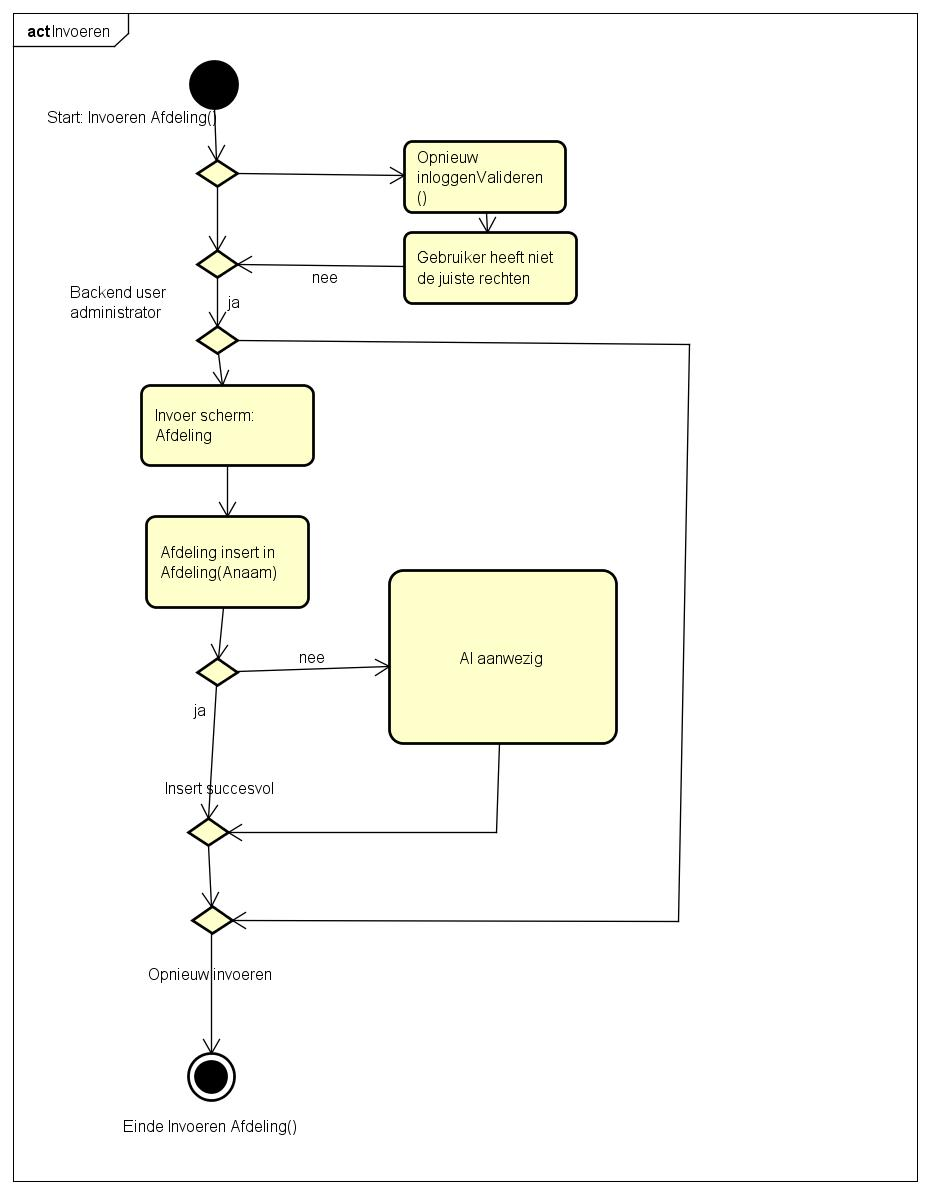 act Invoeren
Start: Invoeren Afdeling()
Opnieuw
inloggenValideren
()
Gebruiker heeft niet
de juiste rechten
nee
Backend user
administrator
ja
Invoer scherm:
Afdeling
Afdeling insert in
Afdeling(Anaam)
nee
Al aanwezig
ja
Insert succesvol
Opnieuw invoeren
Einde Invoeren Afdeling()